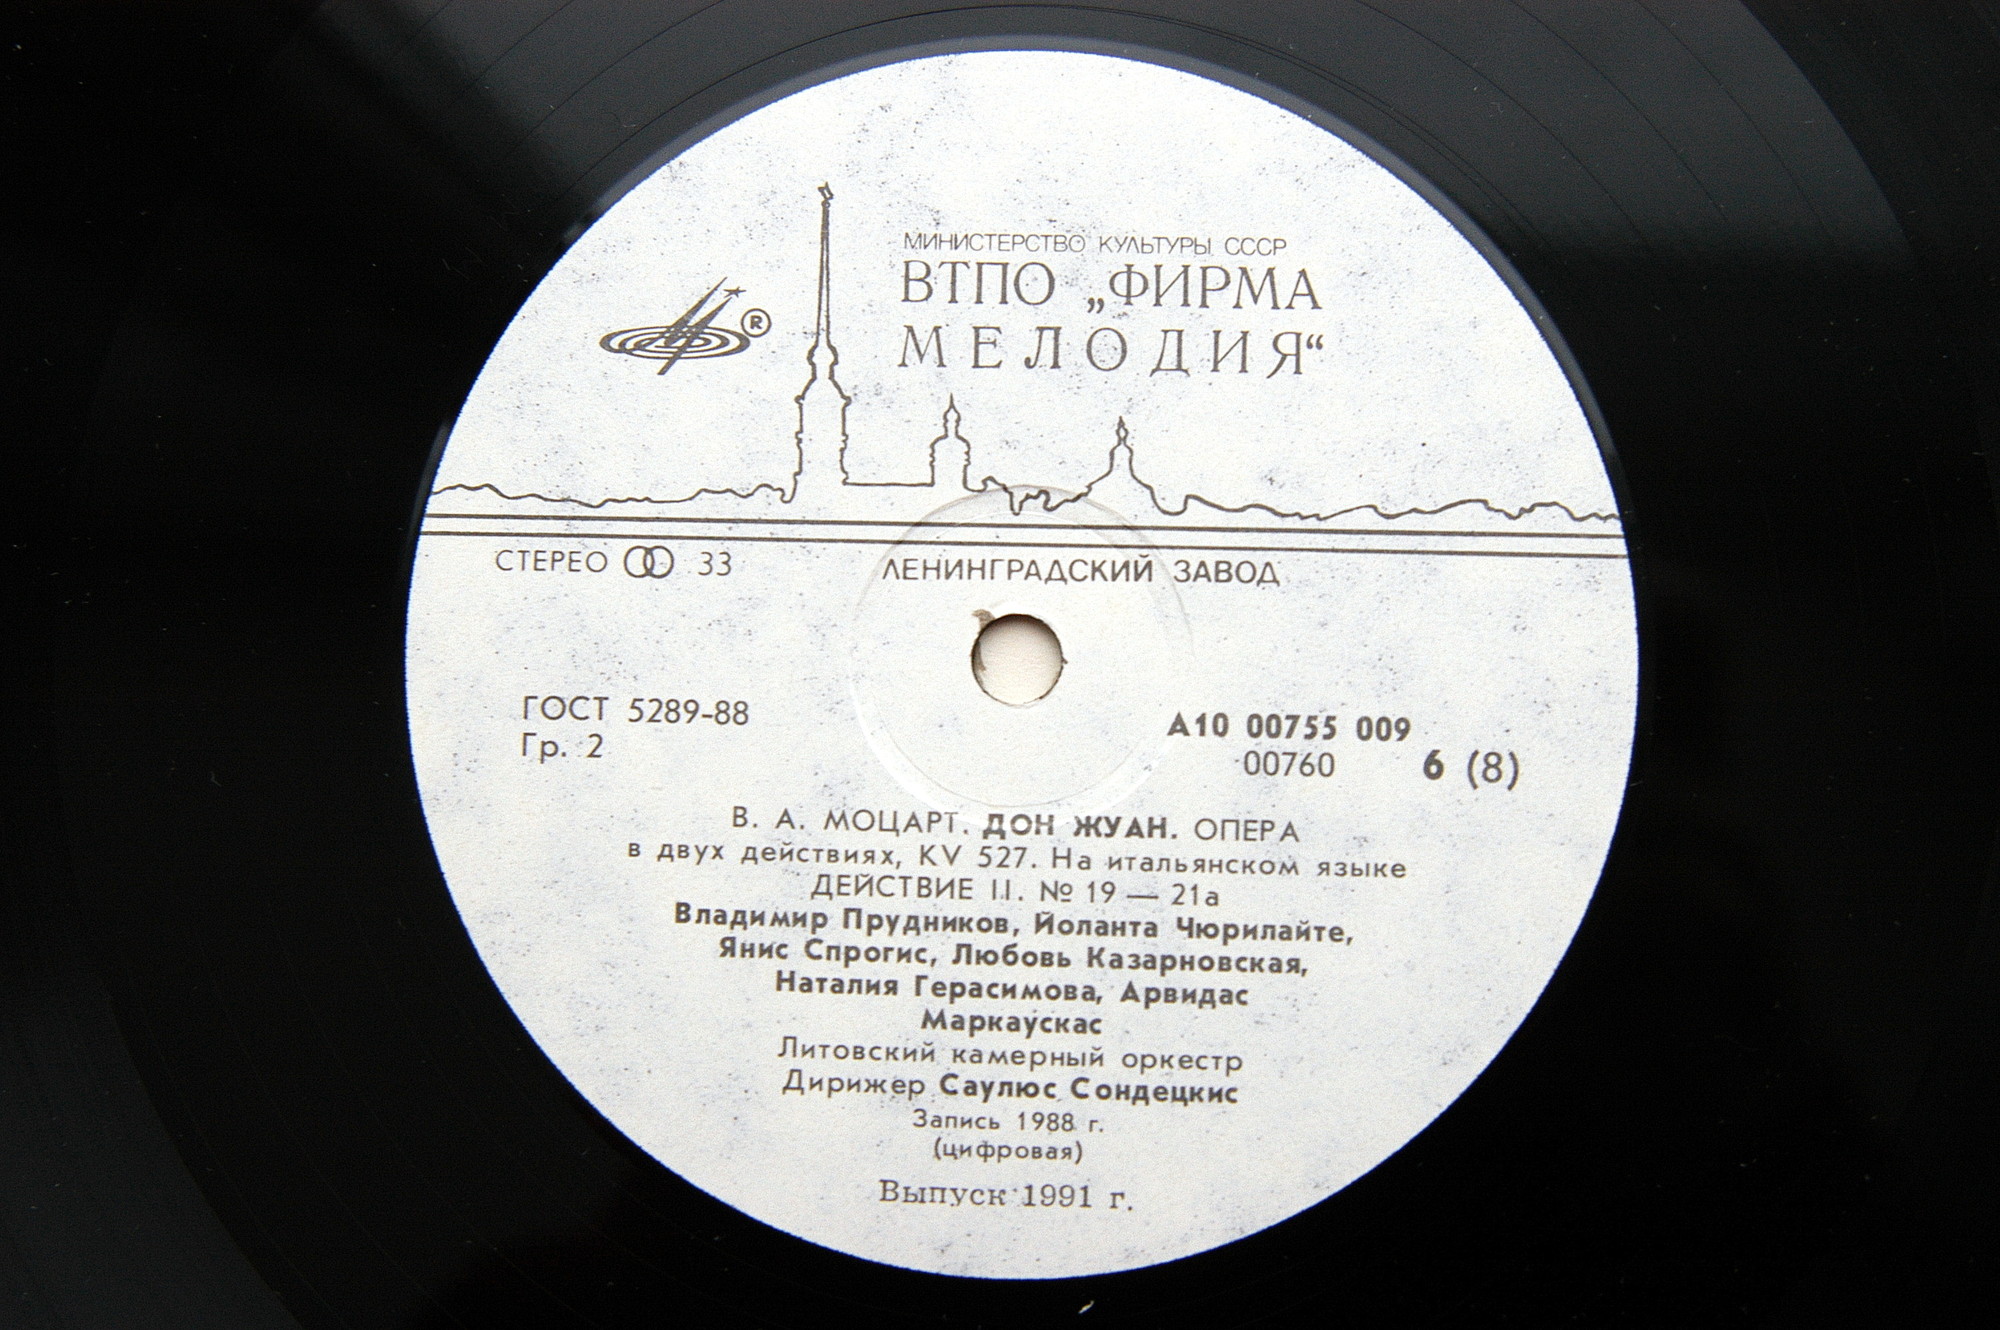 МИНИСТЕРСТВО КУЛЬТУРЫ СССР
ВТПО „ФИРМА
МЕЛОДИЯ“
®
СТЕРЕО 33
ЛЕНИНГРАДСКИЙ ЗАВОД
ГОСТ 5289-88
Гр. 2
А10 00755 009
00760 6 (8)
В. А. МОЦАРТ. ДОН ЖУАН. ОПЕРА
в двух действиях, KV 527. На итальянском языке
ДЕЙСТВИЕ II. № 19 — 21а
Владимир Прудников, Йоланта Чюрилайте,
Янис Спрогис, Любовь Казарновская,
Наталия Герасимова, Арвидас
Маркаускас
Литовский камерный оркестр
Дирижер Саулюс Сондецкис
Запись 1988 г.
(цифровая)
Выпуск 1991 г.